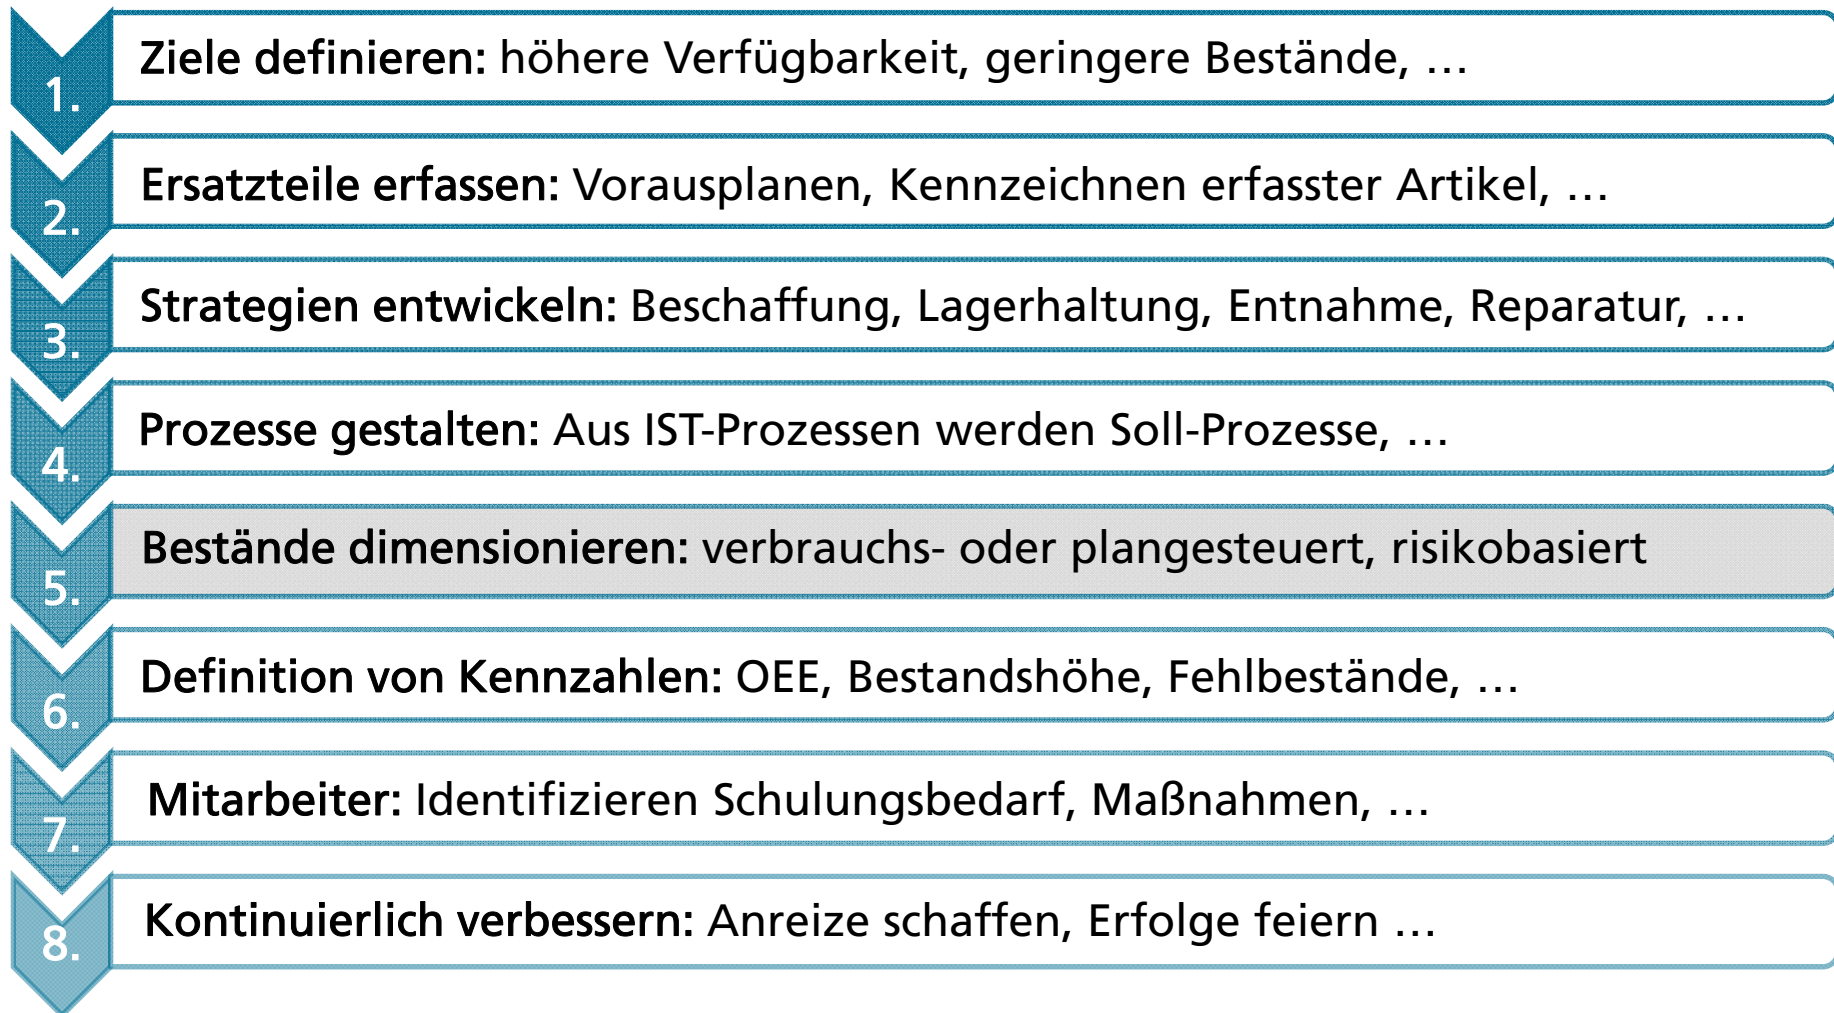 1. Ziele definieren: höhere Verfügbarkeit, geringere Bestände, …
2. Ersatzteile erfassen: Vorausplanen, Kennzeichnen erfasster Artikel, …
3. Strategien entwickeln: Beschaffung, Lagerhaltung, Entnahme, Reparatur, …
4. Prozesse gestalten: Aus IST-Prozessen werden Soll-Prozesse, …
5. Bestände dimensionieren: verbrauchs- oder plangesteuert, risikobasiert
6. Definition von Kennzahlen: OEE, Bestandshöhe, Fehlbestände, …
7. Mitarbeiter: Identifizieren Schulungsbedarf, Maßnahmen, …
8. Kontinuierlich verbessern: Anreize schaffen, Erfolge feiern …